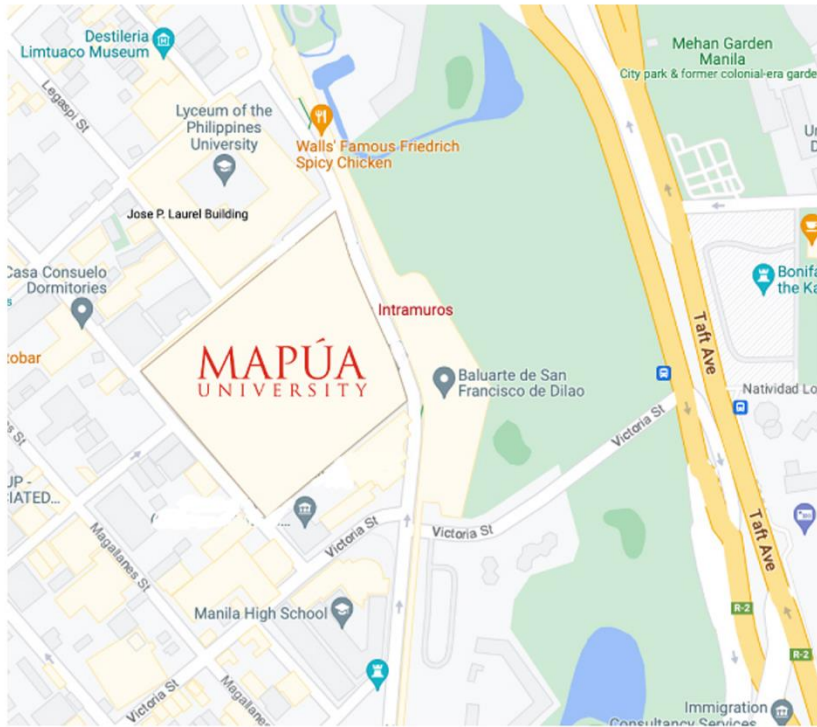 Destileria
Limtuaco Museum
Mehan Garden
Manila
City park & former colonial-era garde
Legaspi St
Lyceum of the
Philippines
University
Walls' Famous Friedrich
Spicy Chicken
Jose P. Laurel Building
Casa Consuelo
Dormitories
Bonifa
the Ka
Intramuros
Taft Ave
tobar
MAPÚA
UNIVERSITY
Baluarte de San
Francisco de Dilao
Natividad Lo
Victoria St
UP -
IATED...
Magallanes St
Victoria St
Victoria St
Taft Ave
Manila High School
R-2
R-2
Victoria St
Magallanes
Immigration
Consultancy Services